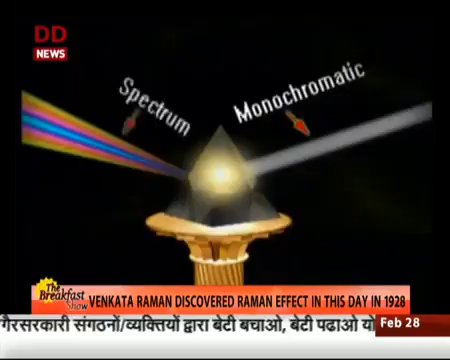 DD
NEWS
Spectrum
Monochromatic
The
Breakfast
Show
VENKATA RAMAN DISCOVERED RAMAN EFFECT IN THIS DAY IN 1928
गैरसरकारी संगठनों/व्यक्तियों द्वारा बेटी बचाओ, बेटी पढाओ यो
Feb 28